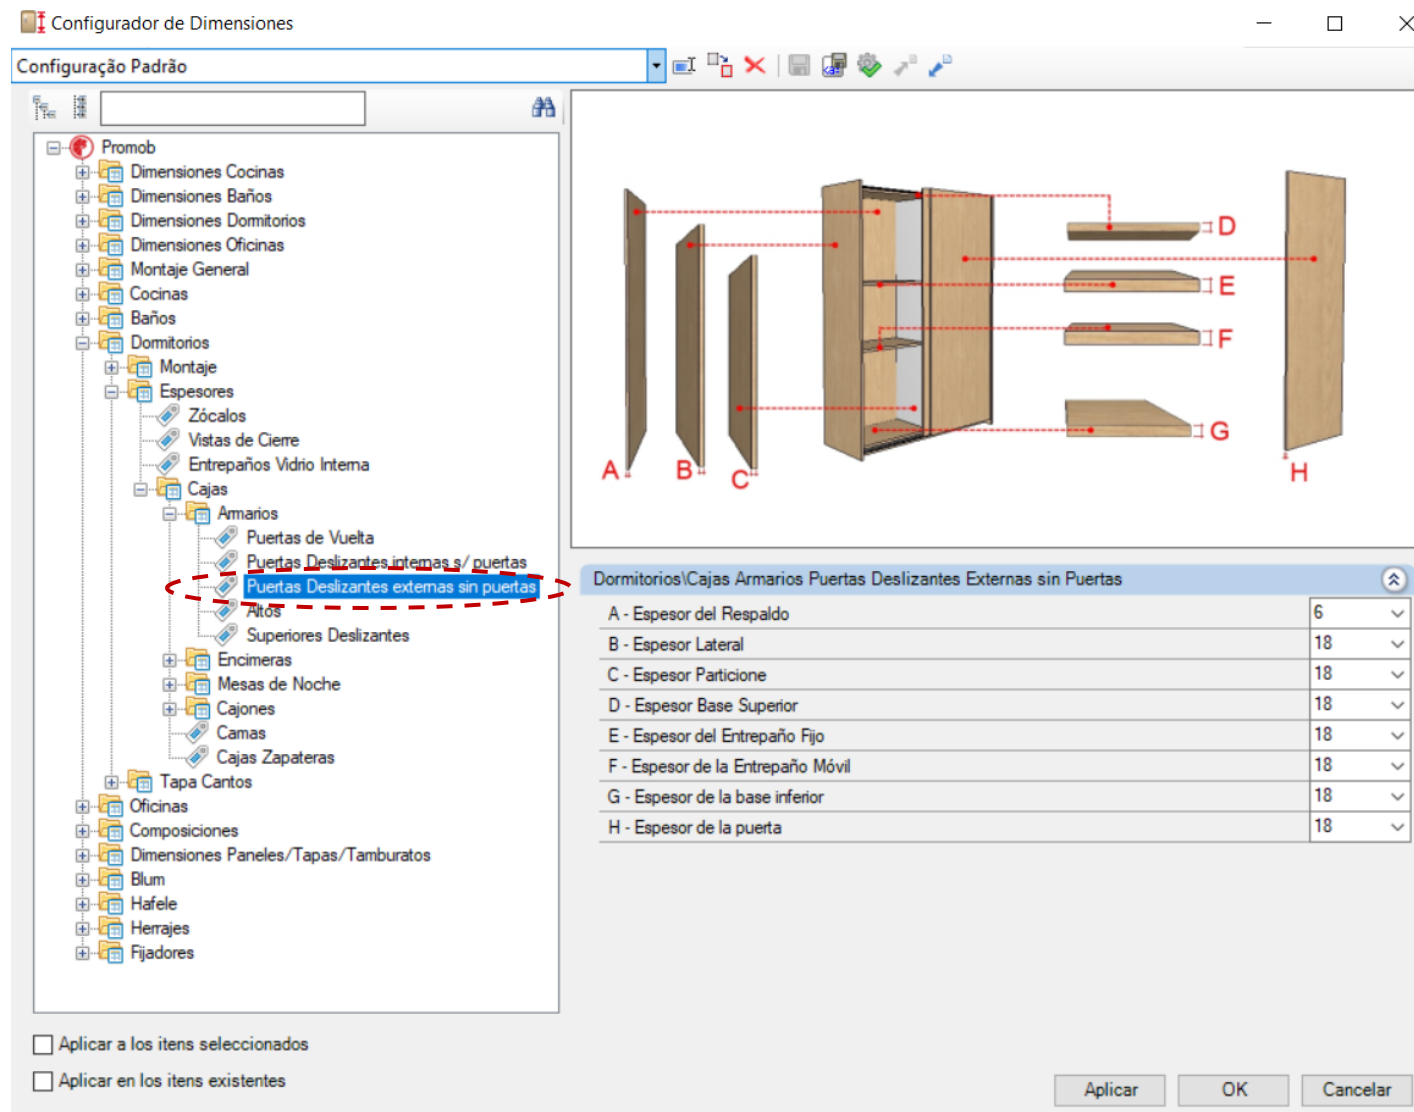 Configurador de Dimensiones
Configuração Padrão
Promob
Dimensiones Cocinas
Dimensiones Baños
Dimensiones Dormitorios
Dimensiones Oficinas
Montaje General
Cocinas
Baños
Dormitorios
Montaje
Espesores
Zócalos
Vistas de Cierre
Entrepaños Vidrio Interna
Cajas
Armarios
Puertas de Vuelta
Puertas Deslizantes internas s/ puertas
Puertas Deslizantes externas sin puertas
Altos
Superiores Deslizantes
Encimeras
Mesas de Noche
Cajones
Camas
Cajas Zapateras
Tapa Cantos
Oficinas
Composiciones
Dimensiones Paneles/Tapas/Tamburatos
Blum
Hafele
Herrajes
Fijadores
A
B
C
D
E
F
G
H
Dormitorios\Cajas Armarios Puertas Deslizantes Externas sin Puertas
A - Espesor del Respaldo 6
B - Espesor Lateral 18
C - Espesor Particione 18
D - Espesor Base Superior 18
E - Espesor del Entrepaño Fijo 18
F - Espesor de la Entrepaño Móvil 18
G - Espesor de la base inferior 18
H - Espesor de la puerta 18
Aplicar a los itens seleccionados
Aplicar en los itens existentes
Aplicar OK Cancelar